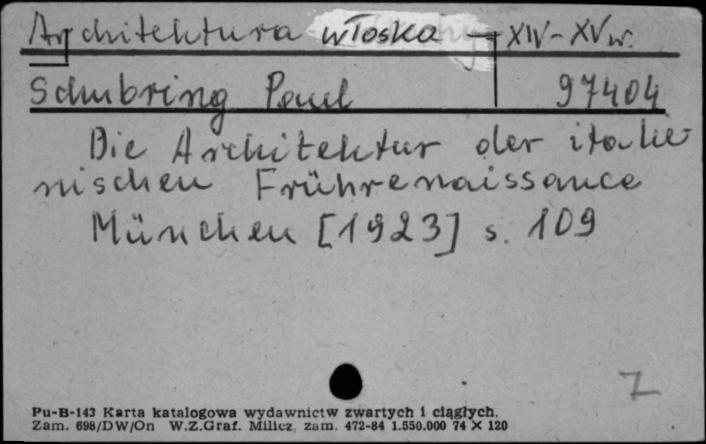 Architektura włoska - XIV-XV w.
Schubring Paul 97404
Die Architektur der italie-
nischen Frührenaissance
München [1923] s. 109
Z
Pu-B-143 Karta katalogowa wydawnictw zwartych i ciągłych.
Zam. 698/DW/On W.Z.Graf. Milicz, zam. 472-84 1.550.000 74 X 120